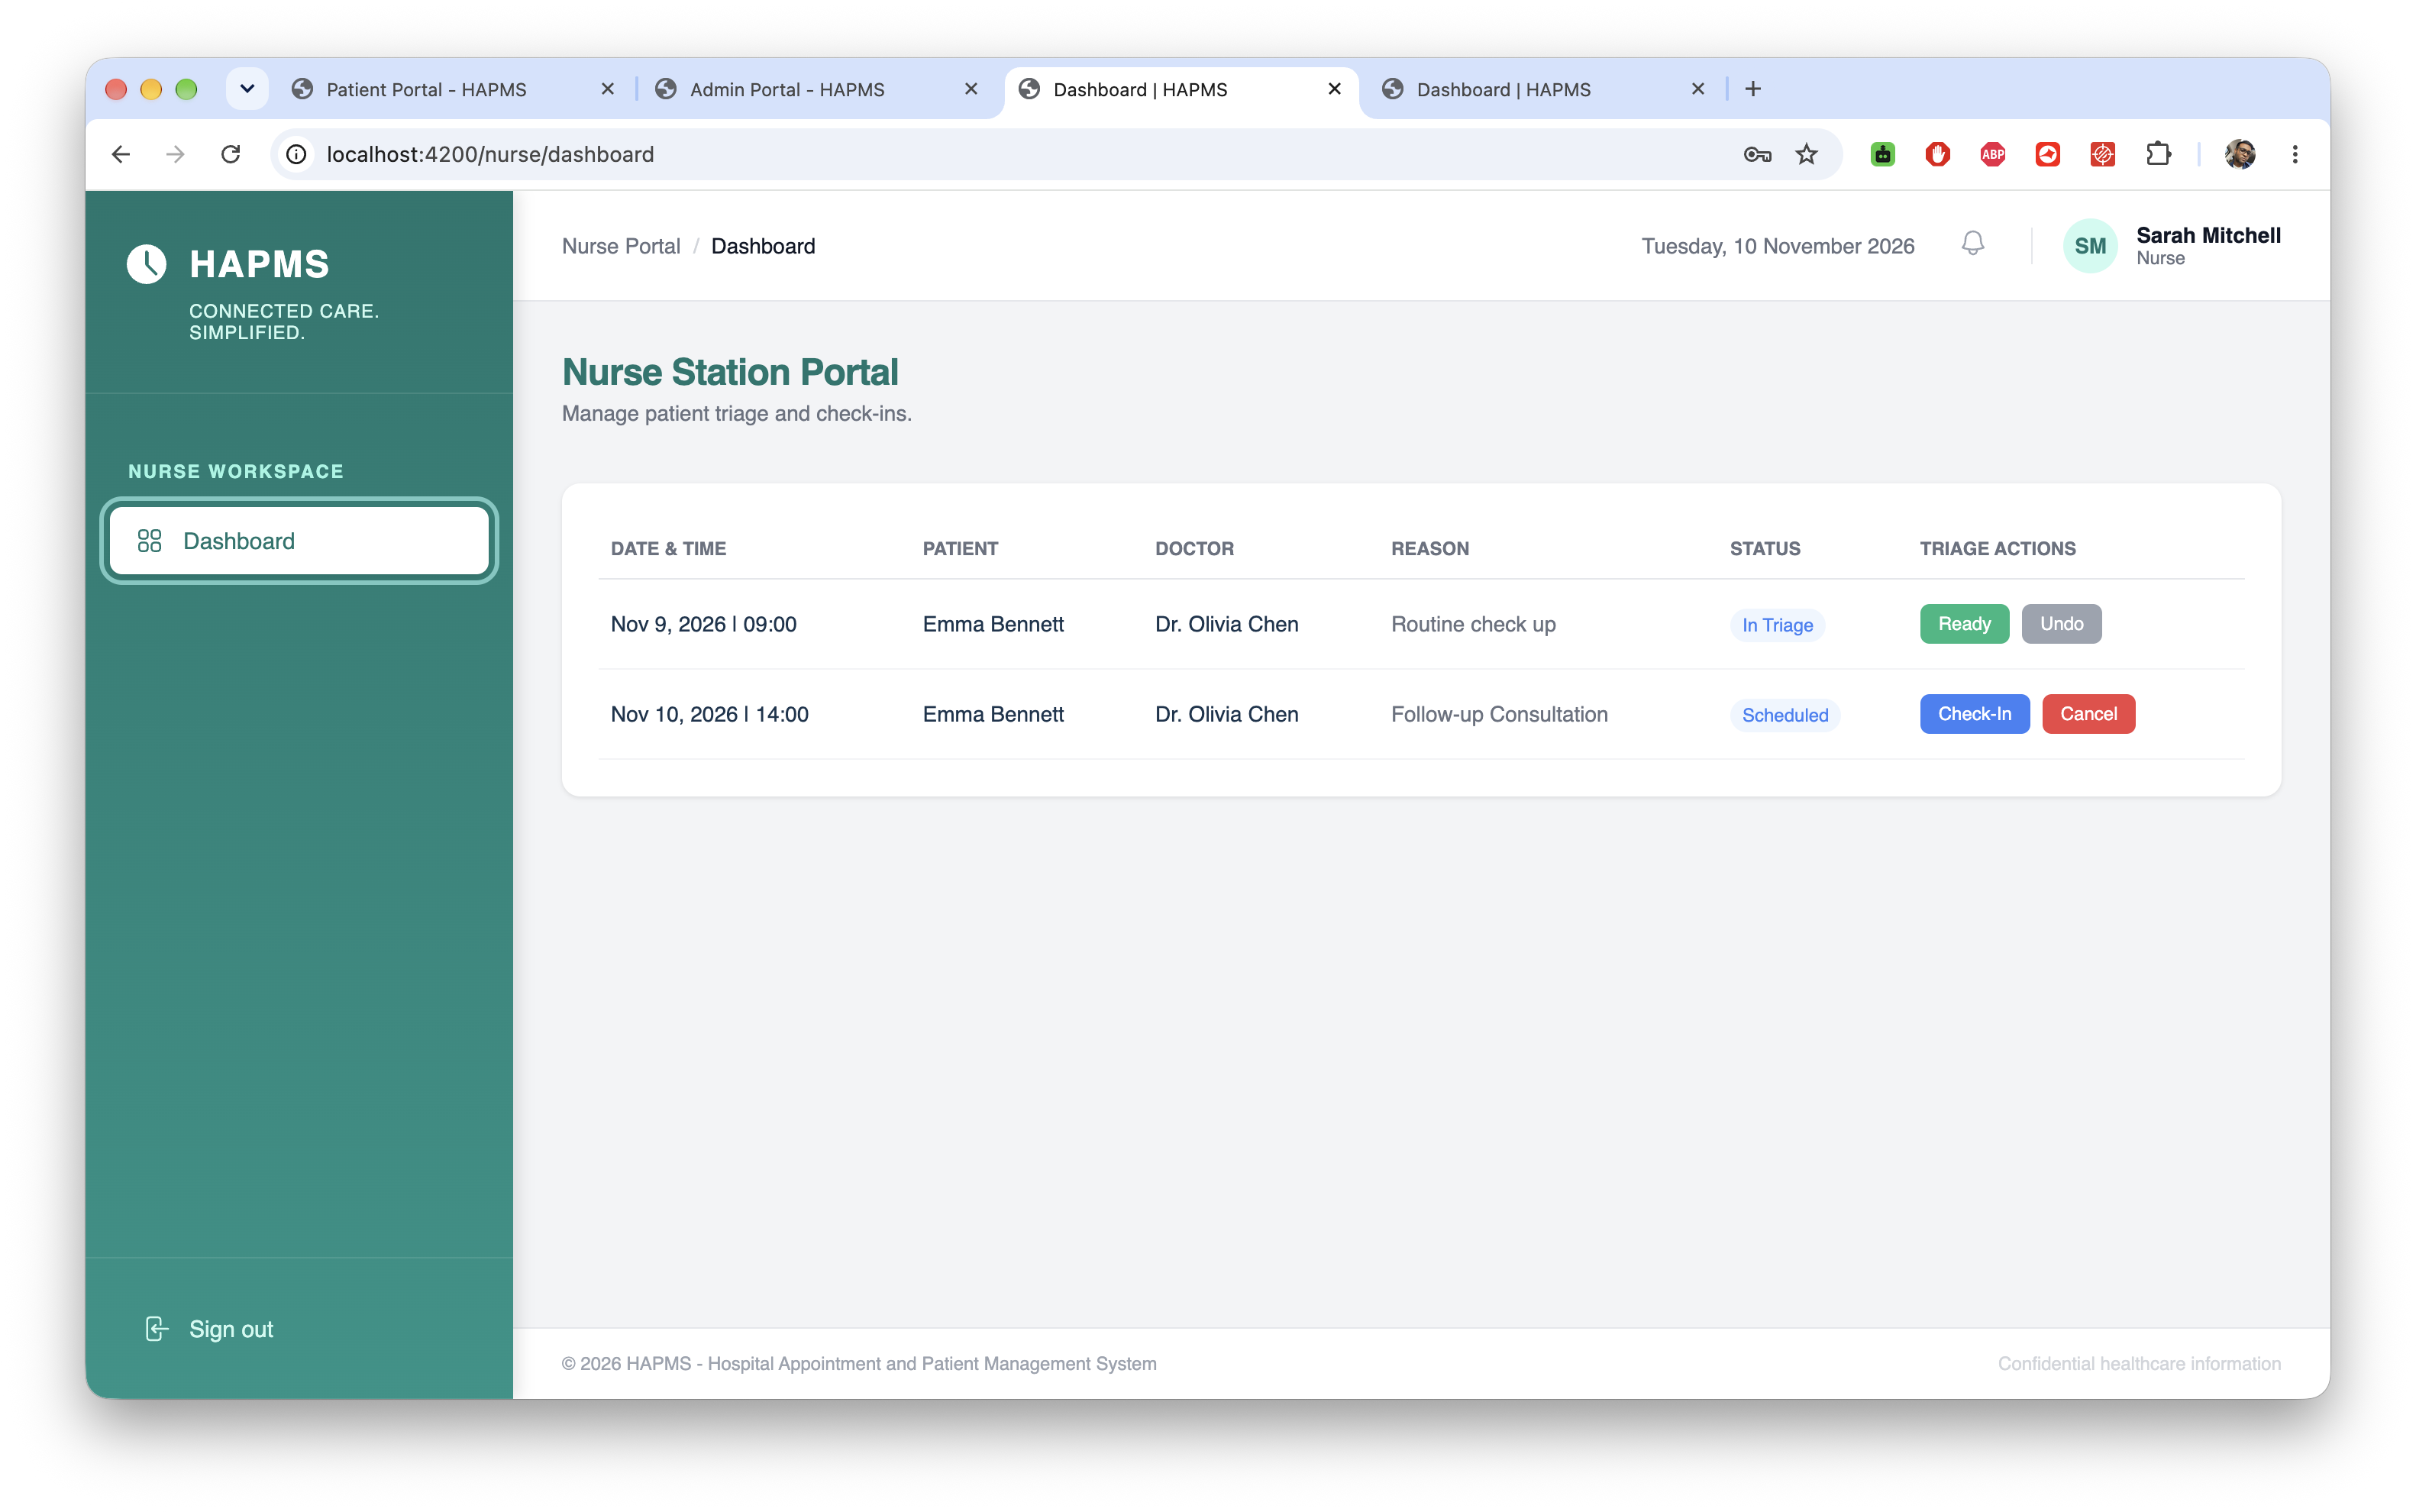 Patient Portal - HAPMS
Admin Portal - HAPMS
Dashboard | HAPMS
Dashboard | HAPMS
localhost:4200/nurse/dashboard
ABP
HAPMS
CONNECTED CARE.
SIMPLIFIED.
NURSE WORKSPACE
Dashboard
Sign out
Nurse Portal / Dashboard
Tuesday, 10 November 2026
SM
Sarah Mitchell
Nurse
Nurse Station Portal
Manage patient triage and check-ins.
DATE & TIME PATIENT DOCTOR REASON STATUS TRIAGE ACTIONS
Nov 9, 2026 | 09:00 Emma Bennett Dr. Olivia Chen Routine check up In Triage Ready Undo
Nov 10, 2026 | 14:00 Emma Bennett Dr. Olivia Chen Follow-up Consultation Scheduled Check-In Cancel
© 2026 HAPMS - Hospital Appointment and Patient Management System
Confidential healthcare information